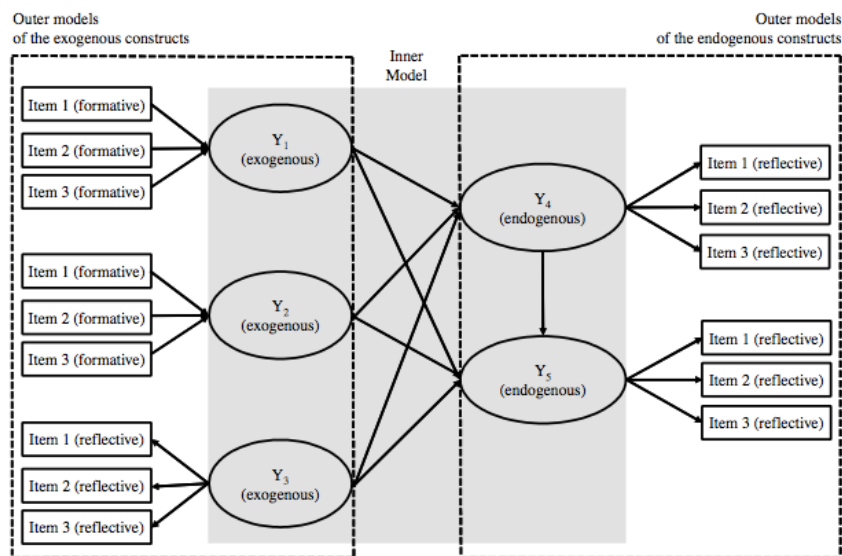 Outer models
of the exogenous constructs
Outer models
of the endogenous constructs
Inner
Model
Item 1 (formative)
Item 2 (formative)
Item 3 (formative)
Y1
(exogenous)
Item 1 (formative)
Item 2 (formative)
Item 3 (formative)
Y2
(exogenous)
Item 1 (reflective)
Item 2 (reflective)
Item 3 (reflective)
Y3
(exogenous)
Y4
(endogenous)
Item 1 (reflective)
Item 2 (reflective)
Item 3 (reflective)
Y5
(endogenous)
Item 1 (reflective)
Item 2 (reflective)
Item 3 (reflective)